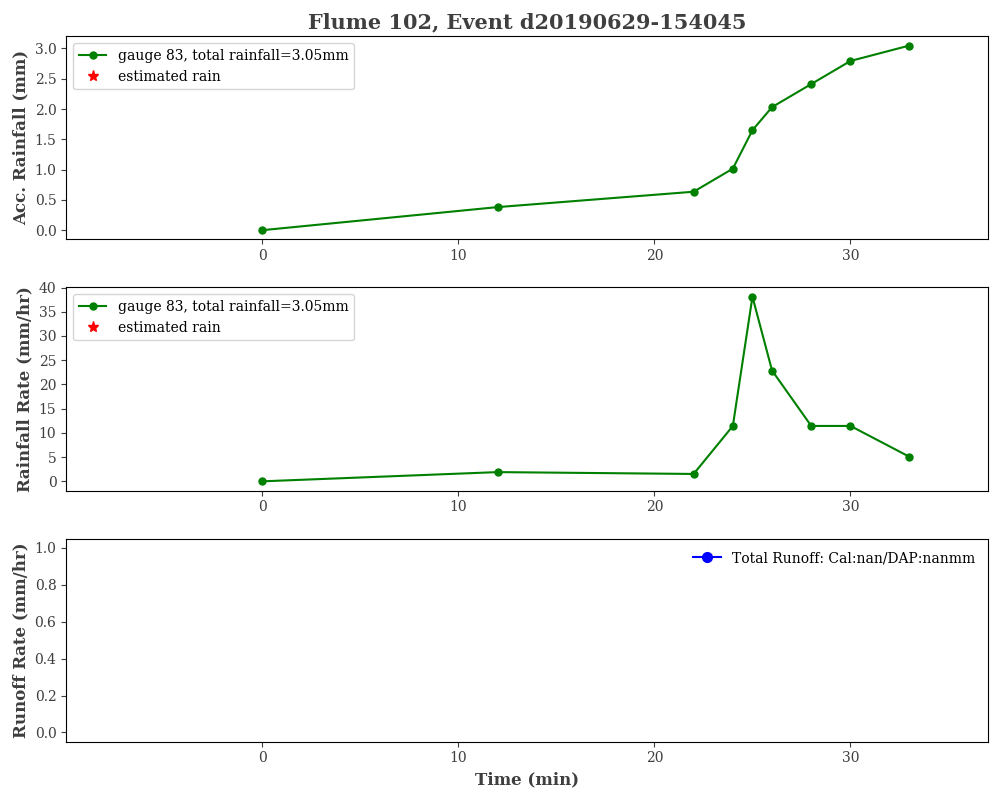 Flume 102, Event d20190629-154045
Acc. Rainfall (mm)
3.0
2.5
2.0
1.5
1.0
0.5
0.0
gauge 83, total rainfall=3.05mm
estimated rain
0 10 20 30
Rainfall Rate (mm/hr)
40
35
30
25
20
15
10
5
0
gauge 83, total rainfall=3.05mm
estimated rain
0 10 20 30
Runoff Rate (mm/hr)
1.0
0.8
0.6
0.4
0.2
0.0
Total Runoff: Cal:nan/DAP:nanmm
0 10 20 30
Time (min)